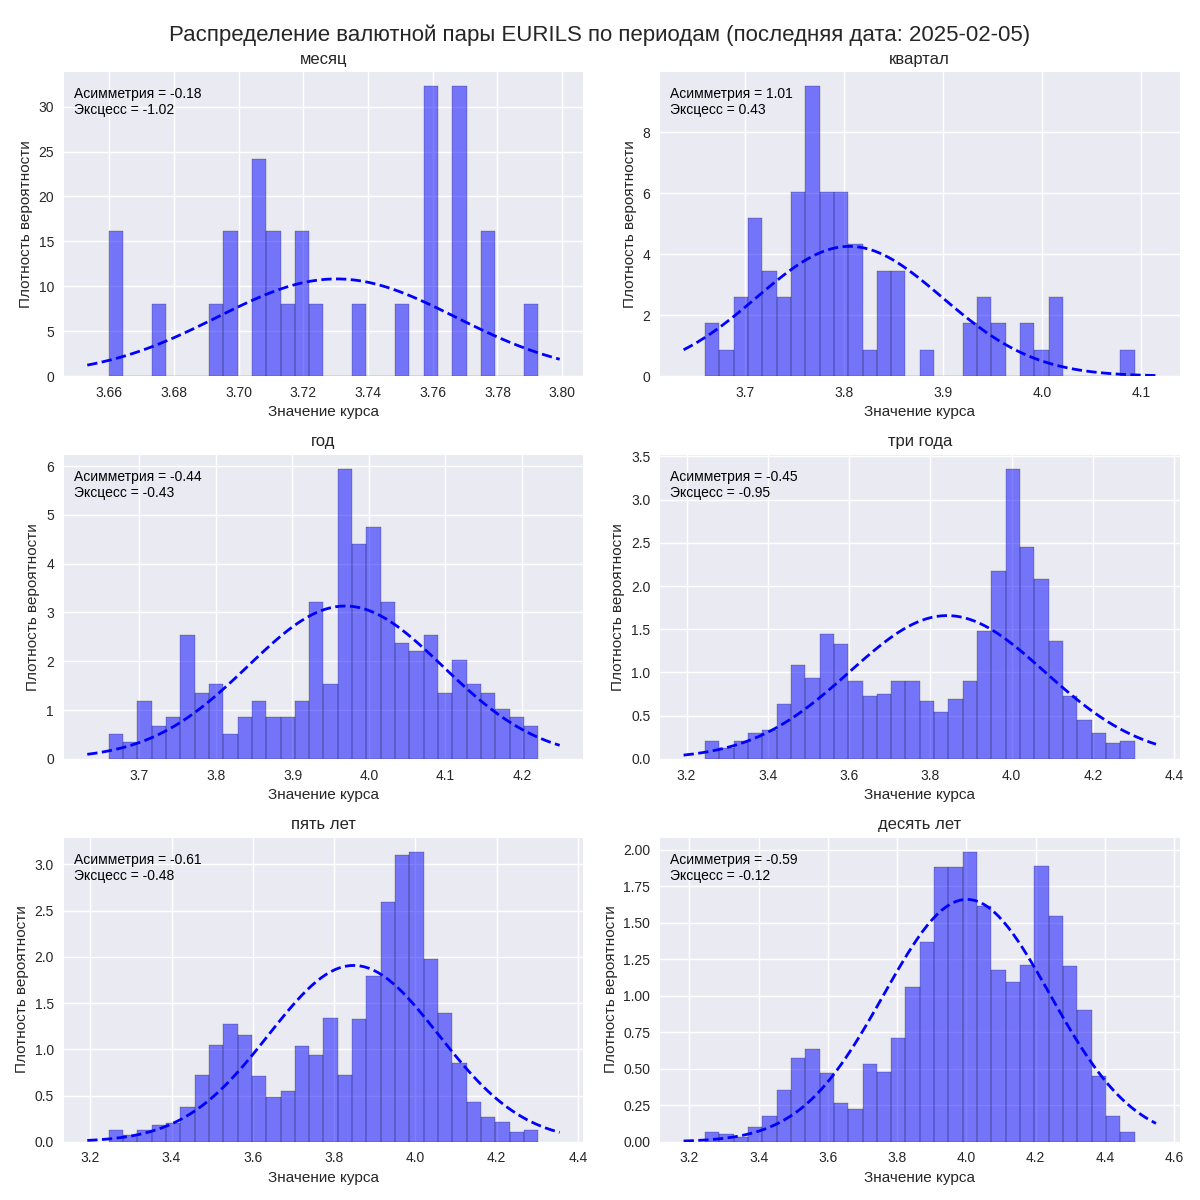 Распределение валютной пары EURILS по периодам (последняя дата: 2025-02-05)
месяц
Асимметрия = -0.18
Эксцесс = -1.02
Плотность вероятности
30
25
20
15
10
5
0
3.66 3.68 3.70 3.72 3.74 3.76 3.78 3.80
Значение курса
квартал
Асимметрия = 1.01
Эксцесс = 0.43
Плотность вероятности
8
6
4
2
0
3.7 3.8 3.9 4.0 4.1
Значение курса
год
Асимметрия = -0.44
Эксцесс = -0.43
Плотность вероятности
6
5
4
3
2
1
0
3.7 3.8 3.9 4.0 4.1 4.2
Значение курса
три года
Асимметрия = -0.45
Эксцесс = -0.95
Плотность вероятности
3.5
3.0
2.5
2.0
1.5
1.0
0.5
0.0
3.2 3.4 3.6 3.8 4.0 4.2 4.4
Значение курса
пять лет
Асимметрия = -0.61
Эксцесс = -0.48
Плотность вероятности
3.0
2.5
2.0
1.5
1.0
0.5
0.0
3.2 3.4 3.6 3.8 4.0 4.2 4.4
Значение курса
десять лет
Асимметрия = -0.59
Эксцесс = -0.12
Плотность вероятности
2.00
1.75
1.50
1.25
1.00
0.75
0.50
0.25
0.00
3.2 3.4 3.6 3.8 4.0 4.2 4.4 4.6
Значение курса